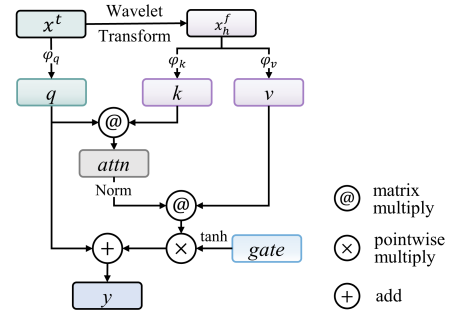 x^t
Wavelet
Transform
x_h^f
φ_q
φ_k
φ_v
q
k
v
@
attn
Norm
@
matrix
multiply
@
+
×
tanh
gate
×
pointwise
multiply
y
+
add